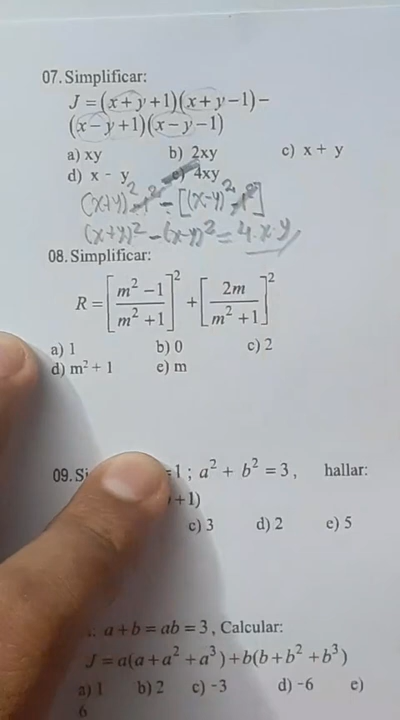 07. Simplificar:
J = (x + y + 1)(x + y − 1) −
(x − y + 1)(x − y − 1)
a) xy b) 2xy c) x + y
d) x - y e) 4xy
(x+y)² - 1² - [(x-y)² - 1²]
(x+y)² - (x-y)² = 4.x.y
08. Simplificar:
R = [m² − 1 / m² + 1]² + [2m / m² + 1]²
a) 1 b) 0 c) 2
d) m² + 1 e) m
09. =1 ; a² + b² = 3 , hallar:
+1)
c) 3 d) 2 e) 5
a + b = ab = 3 , Calcular:
J = a(a + a² + a³) + b(b + b² + b³)
a) 1 b) 2 c) -3 d) -6 e)
6